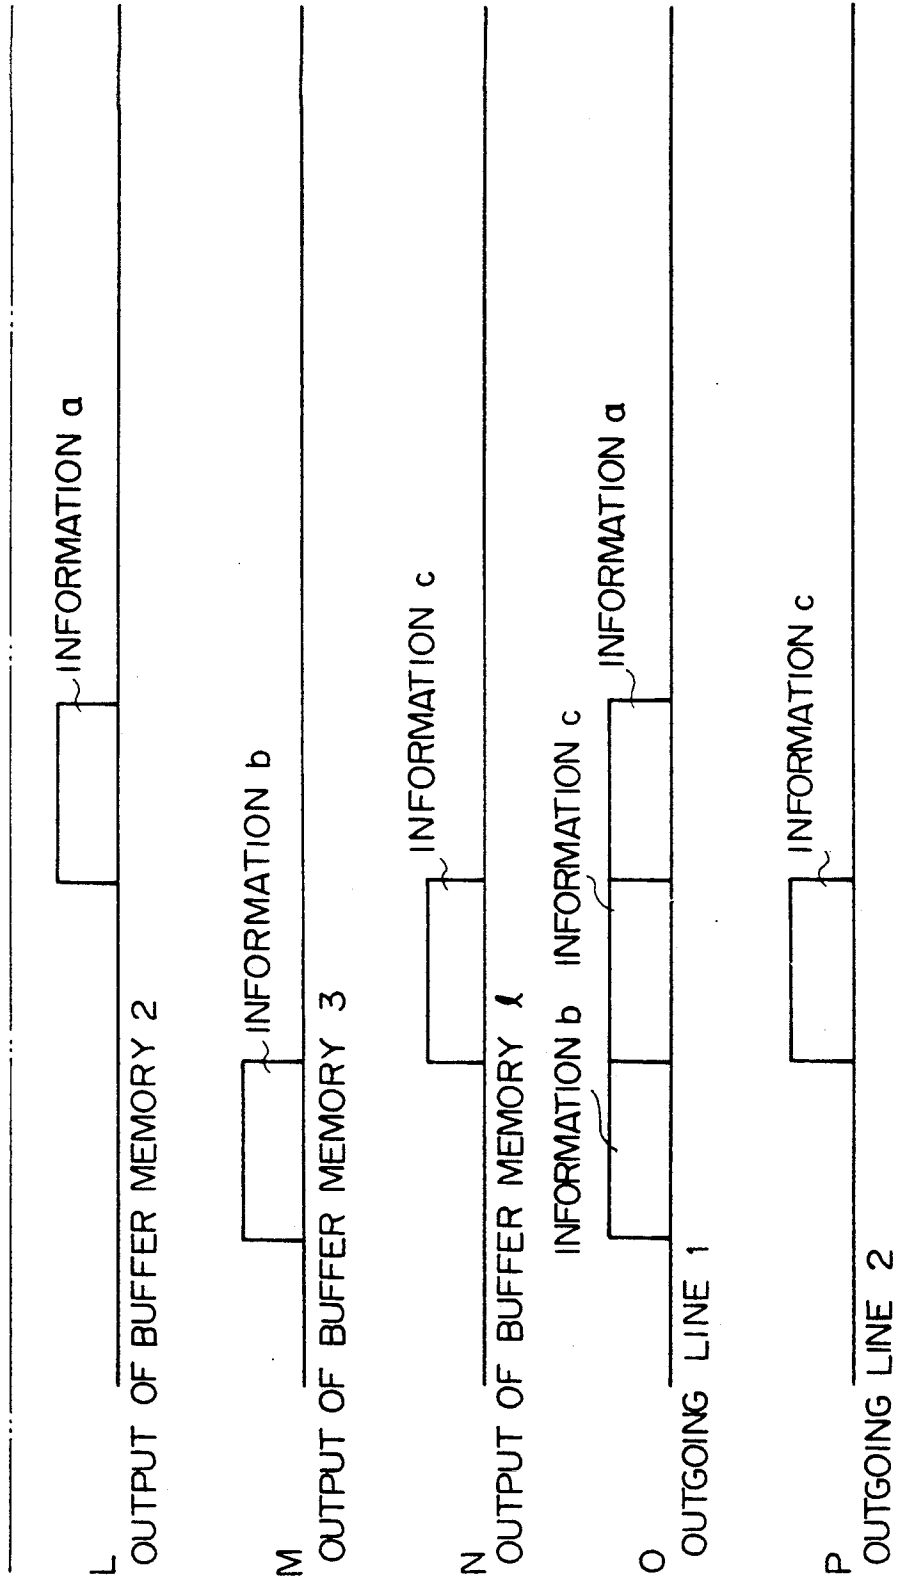 L
OUTPUT OF BUFFER MEMORY 2
INFORMATION a
M
OUTPUT OF BUFFER MEMORY 3
INFORMATION b
N
OUTPUT OF BUFFER MEMORY ℓ
INFORMATION c
O
OUTGOING LINE 1
INFORMATION b
INFORMATION c
INFORMATION a
P
OUTGOING LINE 2
INFORMATION c